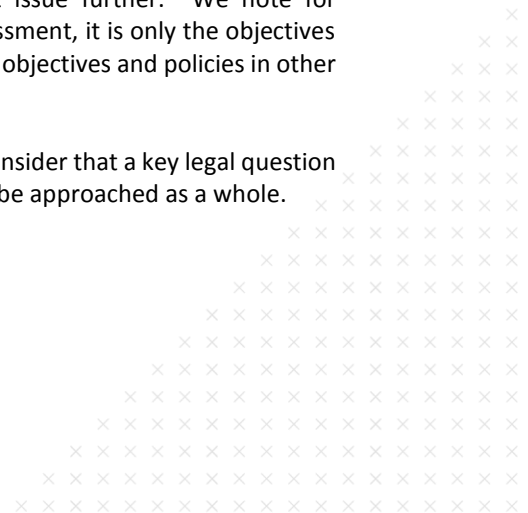 issue further. We note for
ssment, it is only the objectives
objectives and policies in other
nsider that a key legal question
be approached as a whole.